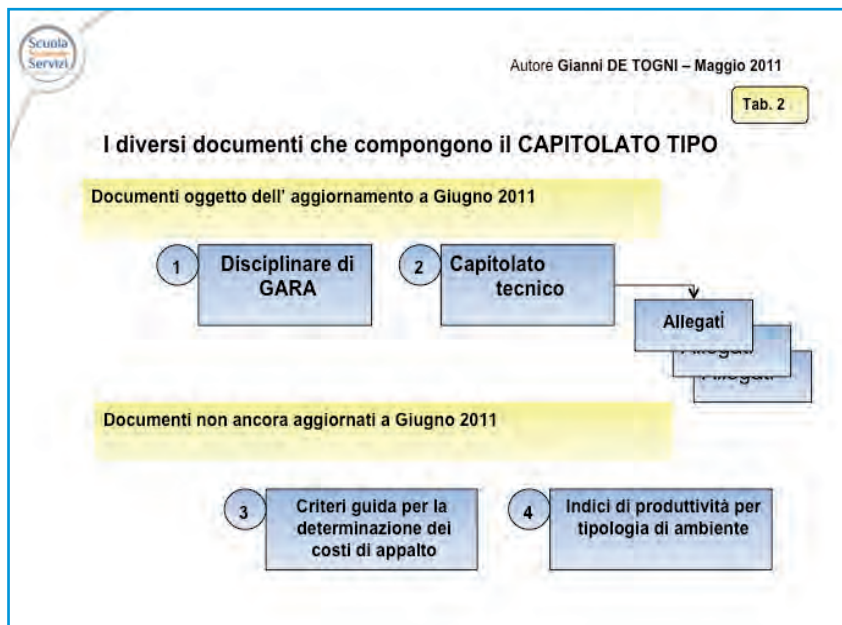 Scuola
Servizi
Autore Gianni DE TOGNI – Maggio 2011
Tab. 2
I diversi documenti che compongono il CAPITOLATO TIPO
Documenti oggetto dell' aggiornamento a Giugno 2011
1
Disciplinare di
GARA
2
Capitolato
tecnico
Allegati
Allegati
Allegati
Documenti non ancora aggiornati a Giugno 2011
3
Criteri guida per la
determinazione dei
costi di appalto
4
Indici di produttività per
tipologia di ambiente